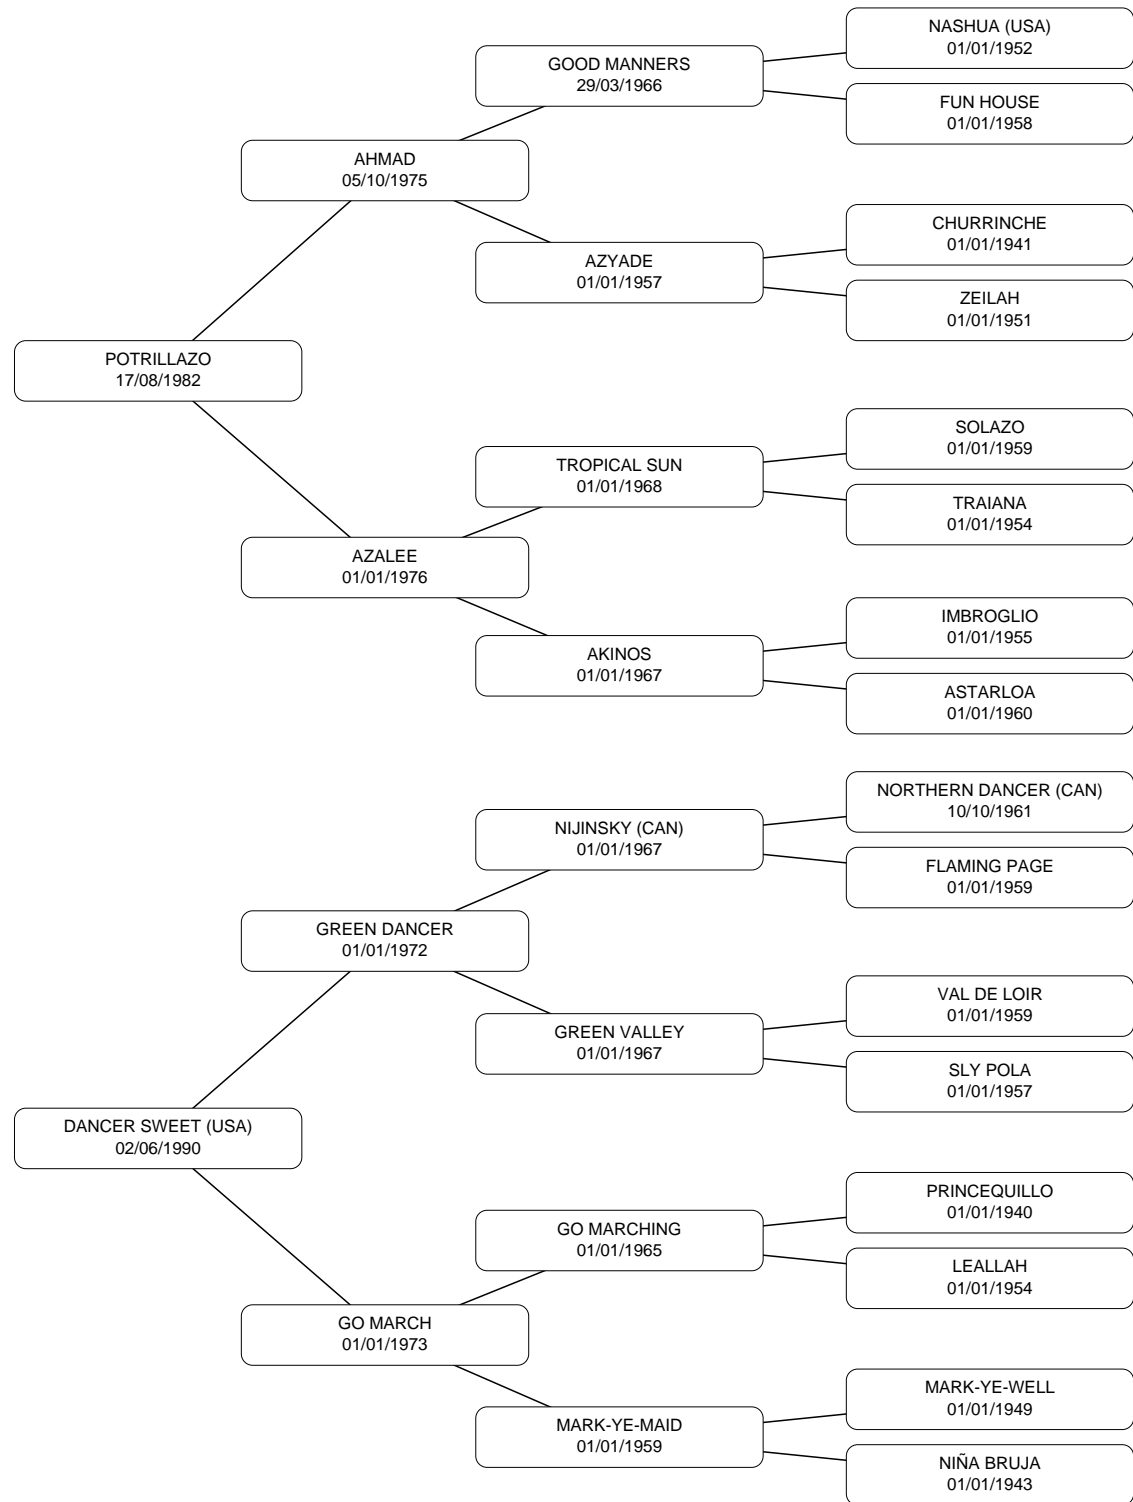 NASHUA (USA)
01/01/1952
GOOD MANNERS
29/03/1966
FUN HOUSE
01/01/1958
AHMAD
05/10/1975
CHURRINCHE
01/01/1941
AZYADE
01/01/1957
ZEILAH
01/01/1951
POTRILLAZO
17/08/1982
SOLAZO
01/01/1959
TROPICAL SUN
01/01/1968
TRAIANA
01/01/1954
AZALEE
01/01/1976
IMBROGLIO
01/01/1955
AKINOS
01/01/1967
ASTARLOA
01/01/1960
NORTHERN DANCER (CAN)
10/10/1961
NIJINSKY (CAN)
01/01/1967
FLAMING PAGE
01/01/1959
GREEN DANCER
01/01/1972
VAL DE LOIR
01/01/1959
GREEN VALLEY
01/01/1967
SLY POLA
01/01/1957
DANCER SWEET (USA)
02/06/1990
PRINCEQUILLO
01/01/1940
GO MARCHING
01/01/1965
LEALLAH
01/01/1954
GO MARCH
01/01/1973
MARK-YE-WELL
01/01/1949
MARK-YE-MAID
01/01/1959
NIÑA BRUJA
01/01/1943